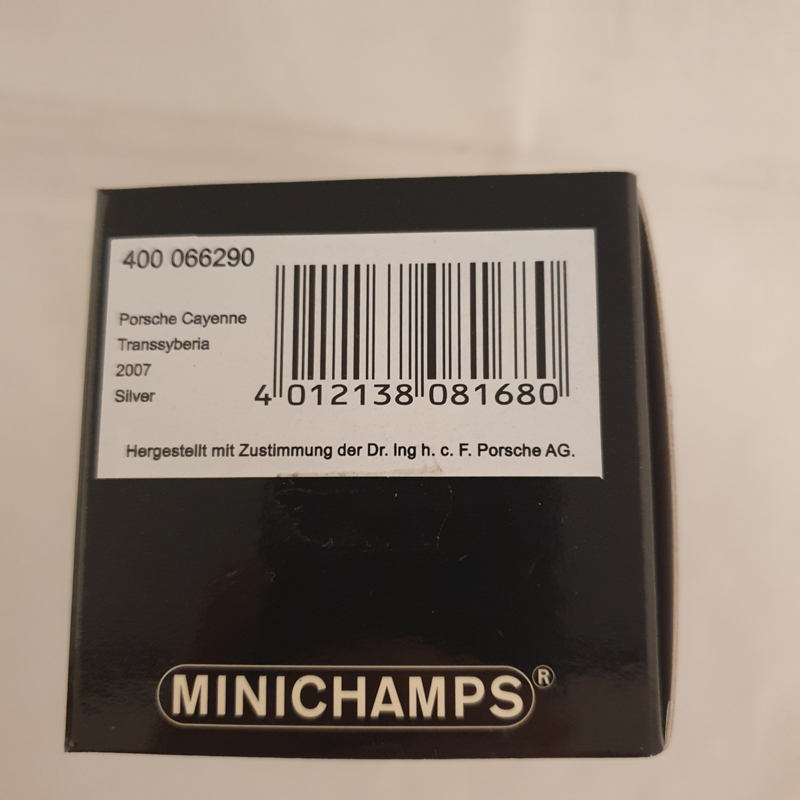 400 066290
Porsche Cayenne
Transsyberia
2007
Silver
4 012138 081680
Hergestellt mit Zustimmung der Dr. Ing h. c. F. Porsche AG.
MINICHAMPS®